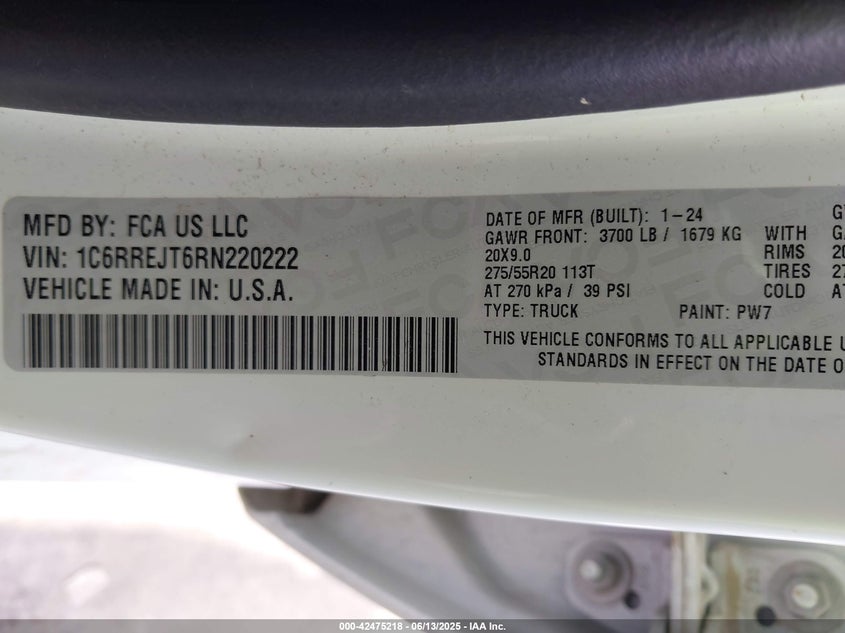 MFD BY: FCA US LLC
VIN: 1C6RREJT6RN220222
VEHICLE MADE IN: U.S.A.
DATE OF MFR (BUILT): 1-24
GAWR FRONT: 3700 LB / 1679 KG WITH
20X9.0 RIMS
275/55R20 113T TIRES
AT 270 kPa / 39 PSI COLD
TYPE: TRUCK PAINT: PW7
THIS VEHICLE CONFORMS TO ALL APPLICABLE
STANDARDS IN EFFECT ON THE DATE
000-42475218 - 06/13/2025 - IAA Inc.